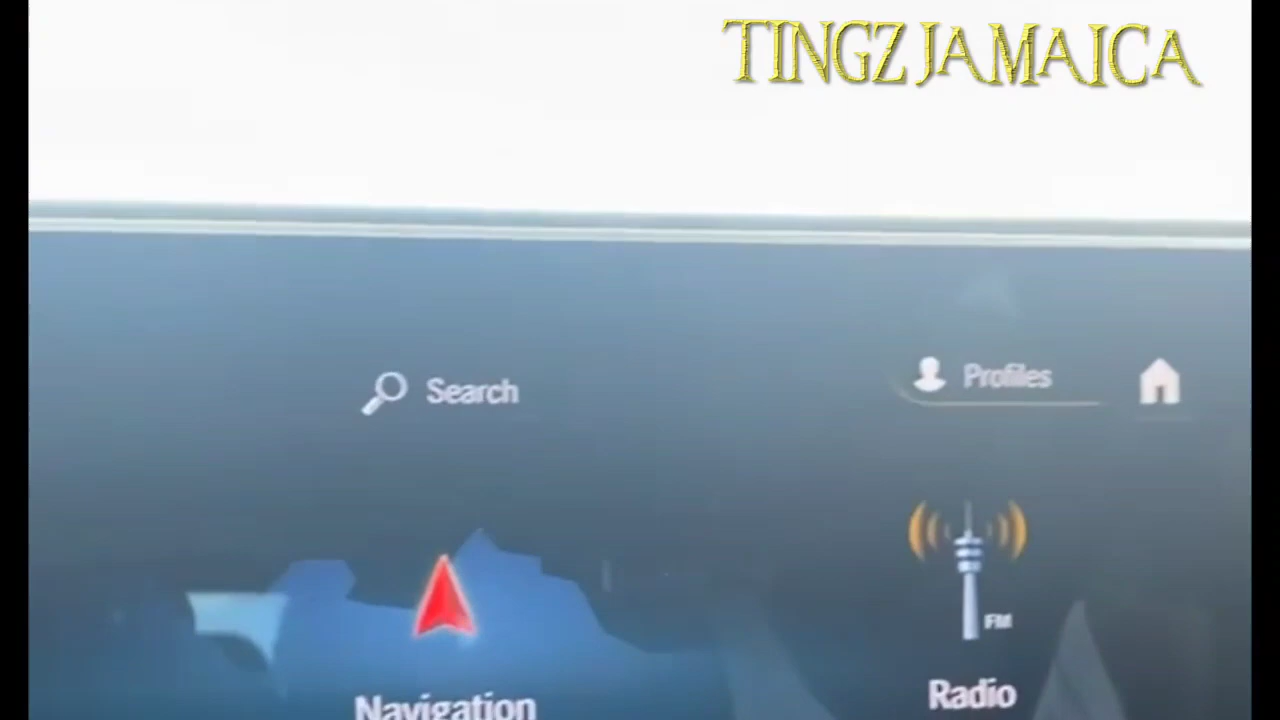 TINGZ JAMAICA
Search
Profiles
FM
Navigation
Radio